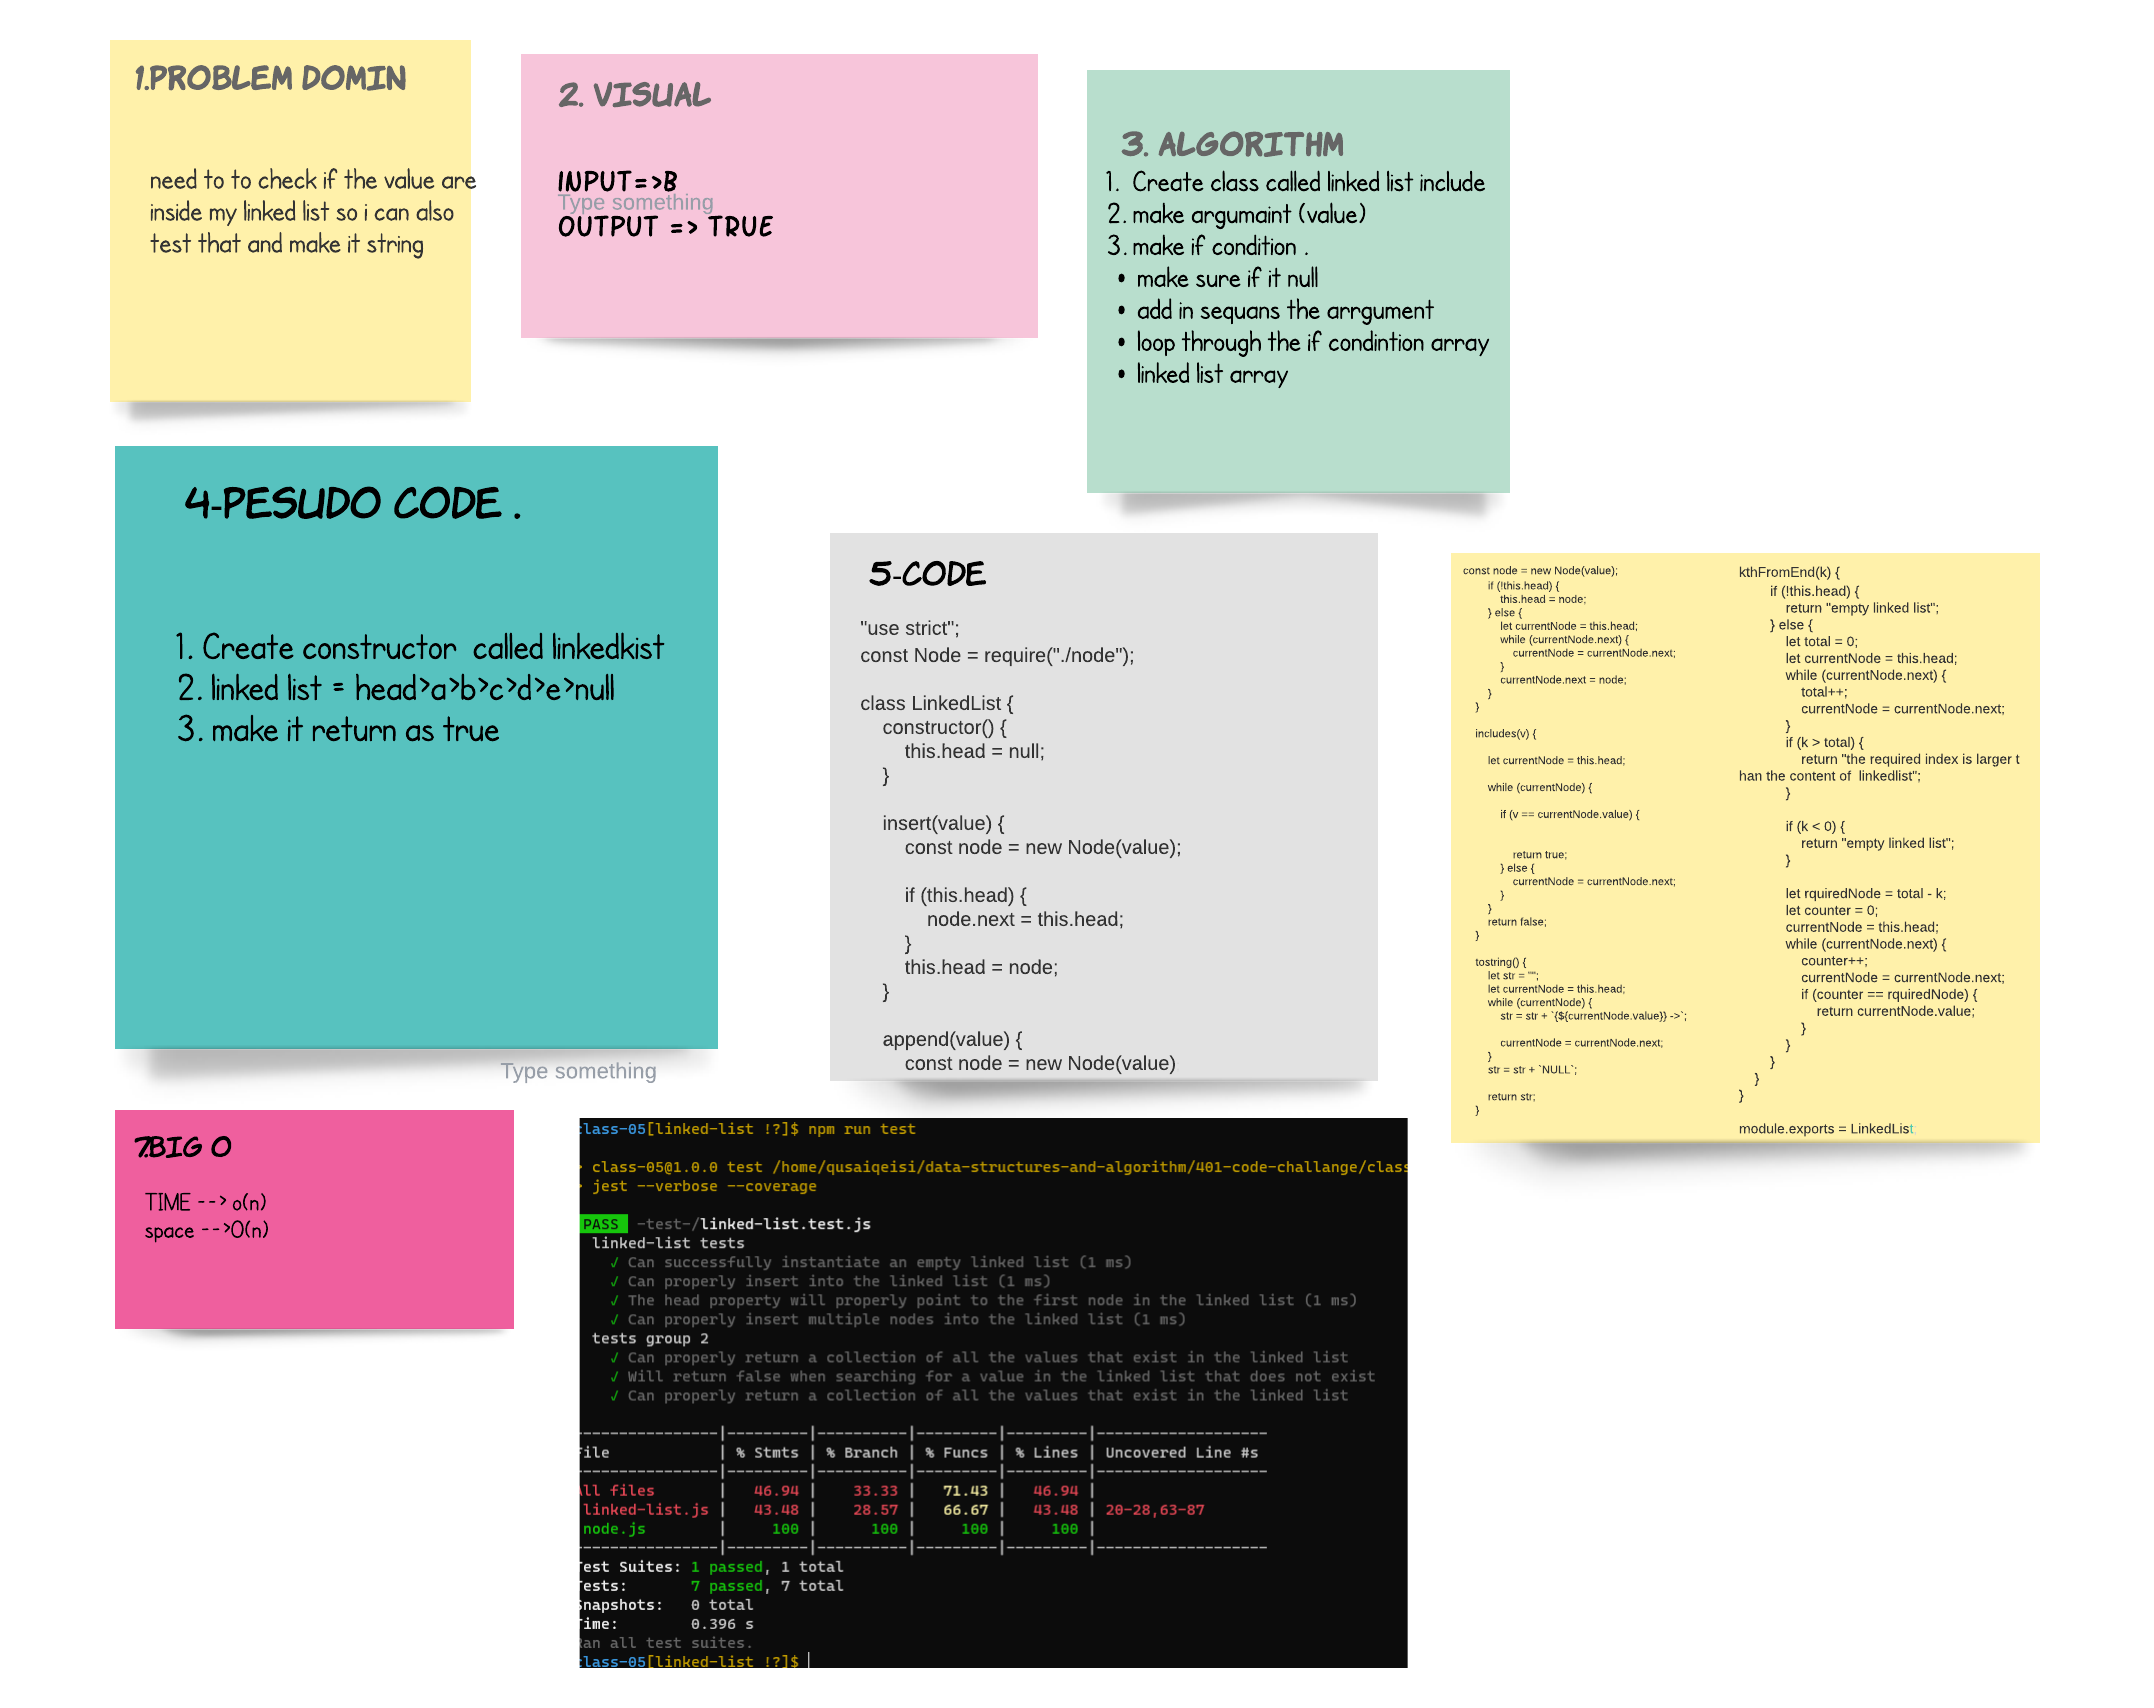 1.PROBLEM DOMIN
need to to check if the value are
inside my linked list so i can also
test that and make it string
2. VISUAL
INPUT=>B
Type something
OUTPUT => TRUE
3. ALGORITHM
1. Create class called linked list include
2. make argumaint (value)
3. make if condition .
• make sure if it null
• add in sequans the arrgument
• loop through the if condintion array
• linked list array
4-PESUDO CODE .
1. Create constructor called linkedkist
2. linked list = head>a>b>c>d>e>null
3. make it return as true
Type something
5-CODE
"use strict";
const Node = require("./node");
class LinkedList {
constructor() {
this.head = null;
}
insert(value) {
const node = new Node(value);
if (this.head) {
node.next = this.head;
}
this.head = node;
}
append(value) {
const node = new Node(value)
const node = new Node(value);
if (!this.head) {
this.head = node;
} else {
let currentNode = this.head;
while (currentNode.next) {
currentNode = currentNode.next;
}
currentNode.next = node;
}
}
includes(v) {
let currentNode = this.head;
while (currentNode) {
if (v == currentNode.value) {
return true;
} else {
currentNode = currentNode.next;
}
}
return false;
}
tostring() {
let str = "";
let currentNode = this.head;
while (currentNode) {
str = str + `{${currentNode.value}} ->`;
currentNode = currentNode.next;
}
str = str + `NULL`;
return str;
}
kthFromEnd(k) {
if (!this.head) {
return "empty linked list";
} else {
let total = 0;
let currentNode = this.head;
while (currentNode.next) {
total++;
currentNode = currentNode.next;
}
if (k > total) {
return "the required index is larger t
han the content of  linkedlist";
}
if (k < 0) {
return "empty linked list";
}
let rquiredNode = total - k;
let counter = 0;
currentNode = this.head;
while (currentNode.next) {
counter++;
currentNode = currentNode.next;
if (counter == rquiredNode) {
return currentNode.value;
}
}
}
}
}
module.exports = LinkedList
7.BIG O
TIME --> o(n)
space -->O(n)
class-05[linked-list !?]$ npm run test
> class-05@1.0.0 test /home/qusaiqeisi/data-structures-and-algorithm/401-code-challange/class
> jest --verbose --coverage
PASS -test-/linked-list.test.js
linked-list tests
✓ Can successfully instantiate an empty linked list (1 ms)
✓ Can properly insert into the linked list (1 ms)
✓ The head property will properly point to the first node in the linked list (1 ms)
✓ Can properly insert multiple nodes into the linked list (1 ms)
tests group 2
✓ Can properly return a collection of all the values that exist in the linked list
✓ Will return false when searching for a value in the linked list that does not exist
✓ Can properly return a collection of all the values that exist in the linked list
----------------|---------|----------|---------|---------|-------------------
File | % Stmts | % Branch | % Funcs | % Lines | Uncovered Line #s
----------------|---------|----------|---------|---------|-------------------
All files | 46.94 | 33.33 | 71.43 | 46.94 |
linked-list.js | 43.48 | 28.57 | 66.67 | 43.48 | 20-28,63-87
node.js | 100 | 100 | 100 | 100 |
----------------|---------|----------|---------|---------|-------------------
Test Suites: 1 passed, 1 total
Tests: 7 passed, 7 total
Snapshots: 0 total
Time: 0.396 s
Ran all test suites.
class-05[linked-list !?]$